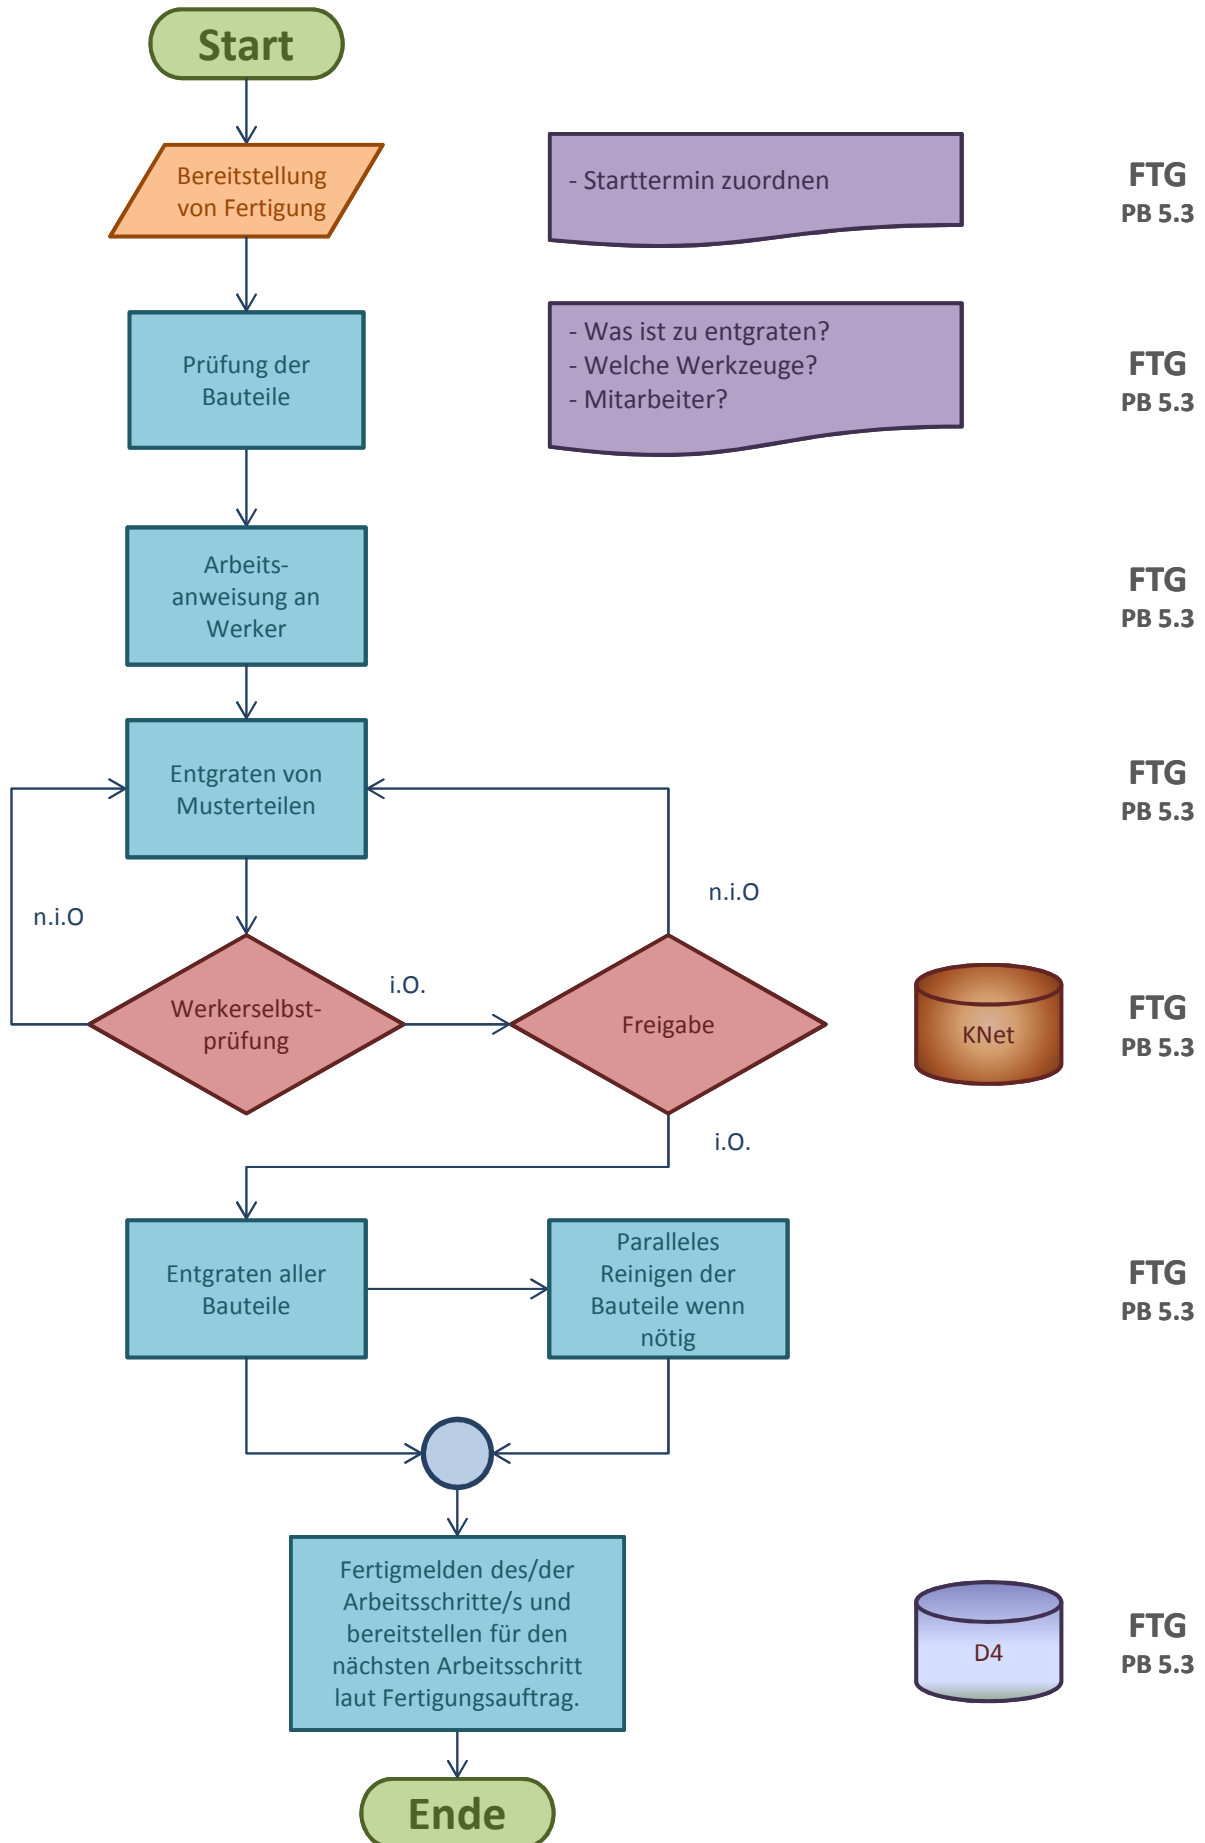 Start
Bereitstellung
von Fertigung
- Starttermin zuordnen
FTG
PB 5.3
Prüfung der
Bauteile
- Was ist zu entgraten?
- Welche Werkzeuge?
- Mitarbeiter?
FTG
PB 5.3
Arbeits-
anweisung an
Werker
FTG
PB 5.3
Entgraten von
Musterteilen
FTG
PB 5.3
n.i.O
n.i.O
Werkerselbst-
prüfung
i.O.
Freigabe
KNet
FTG
PB 5.3
i.O.
Entgraten aller
Bauteile
Paralleles
Reinigen der
Bauteile wenn
nötig
FTG
PB 5.3
Fertigmelden des/der
Arbeitsschritte/s und
bereitstellen für den
nächsten Arbeitsschritt
laut Fertigungsauftrag.
D4
FTG
PB 5.3
Ende